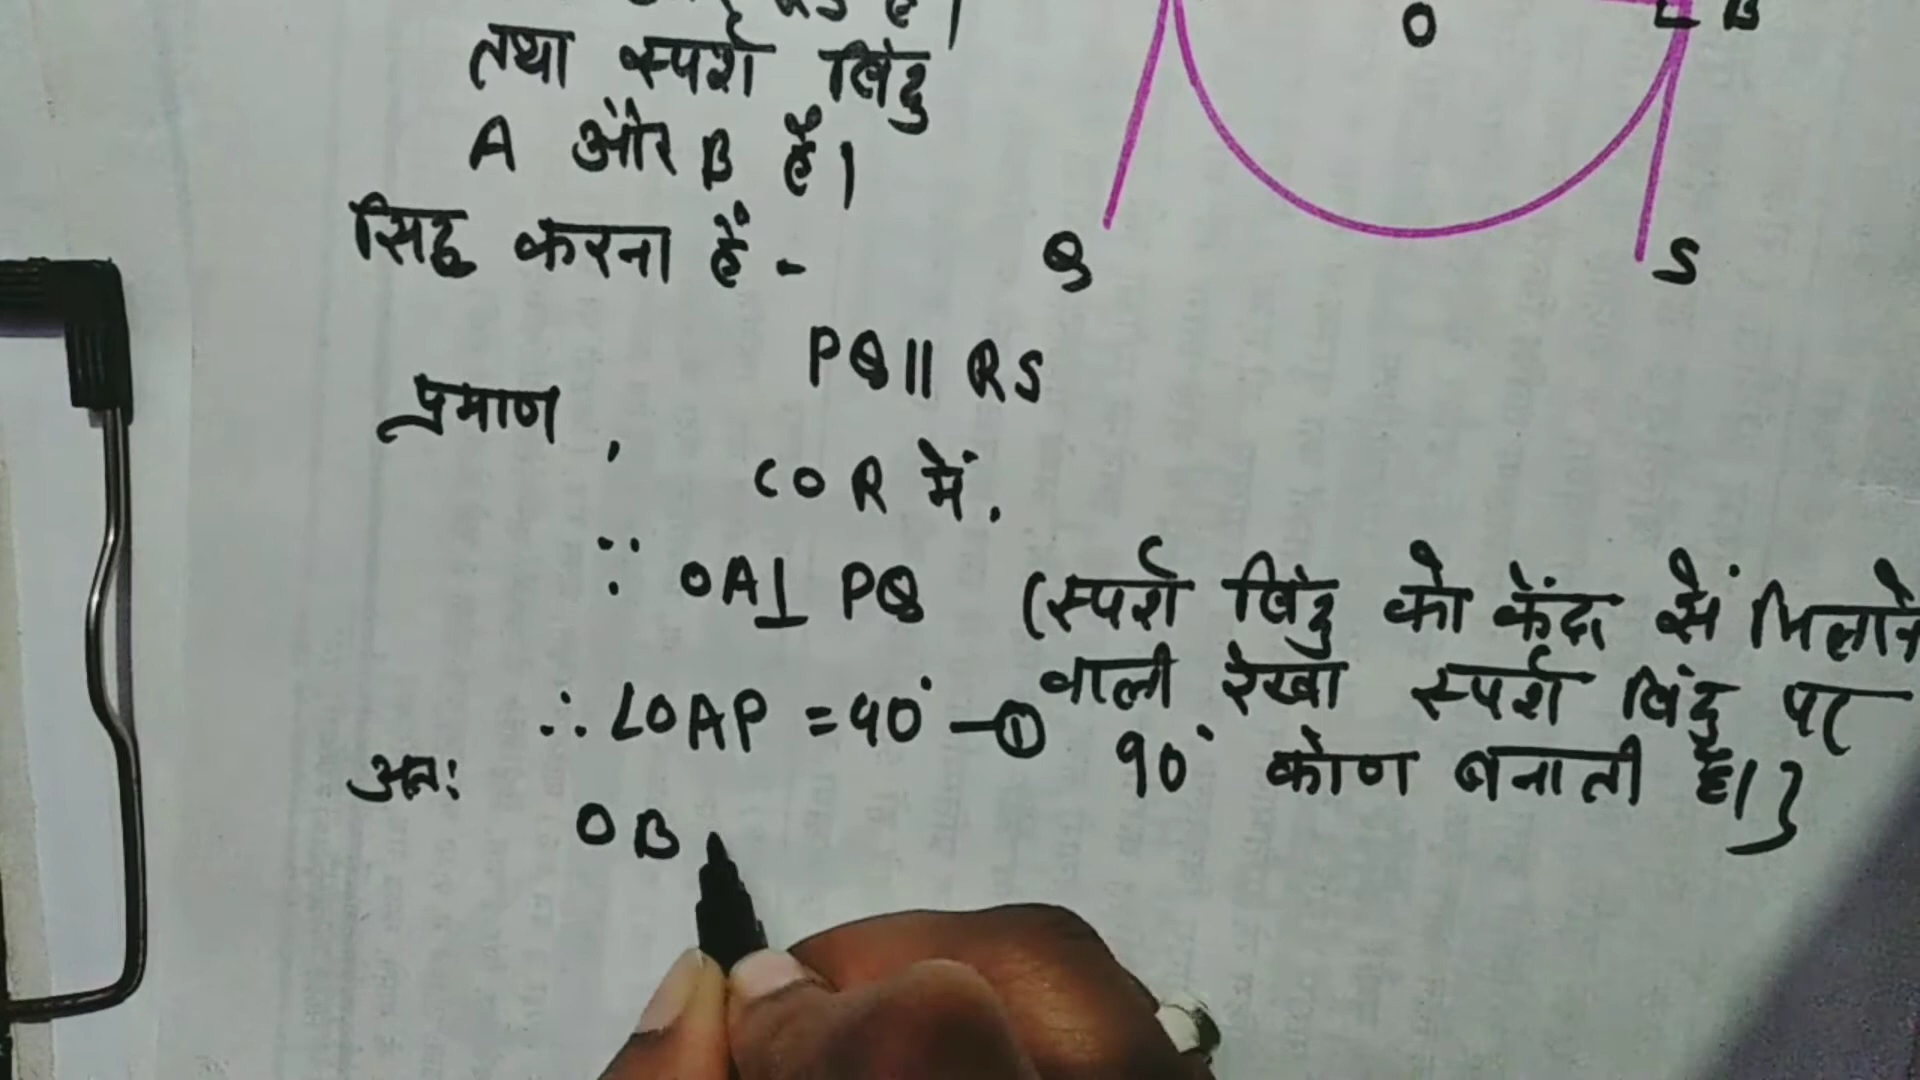 RS है।
तथा स्पर्श बिंदु
A और B है।
O
B
सिद्ध करना हैं -
Q
S
PQ || RS
प्रमाण,
C O R में.
∵ OA⊥ PQ (स्पर्श बिंदु को केंद्र सें मिलाने
वाली रेखा स्पर्श बिंदु पर
∴ ∠OAP = 90° —① 90° कोण बनाती है।}
अतः
OB